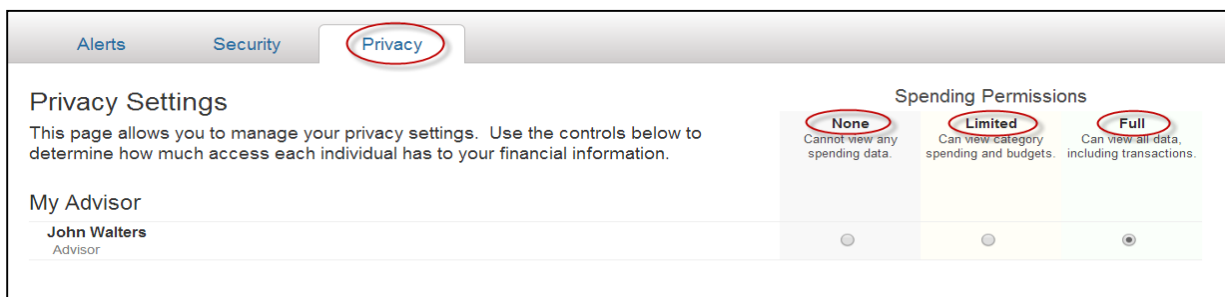 Alerts Security Privacy
Privacy Settings
This page allows you to manage your privacy settings. Use the controls below to
determine how much access each individual has to your financial information.
Spending Permissions
None
Cannot view any
spending data.
Limited
Can view category
spending and budgets.
Full
Can view all data,
including transactions.
My Advisor
John Walters
Advisor